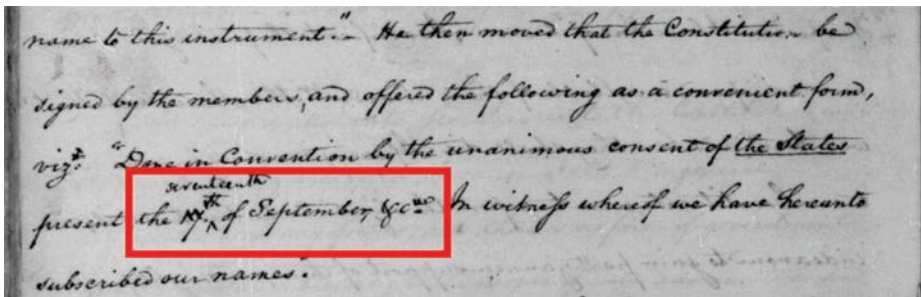 name to this instrument." He then moved that the Constitution be
signed by the members, and offered the following as a convenient form,
viz. "Done in Convention by the unanimous consent of the States
seventeenth
present the 17th of September, &c. In witness whereof we have hereunto
subscribed our names."